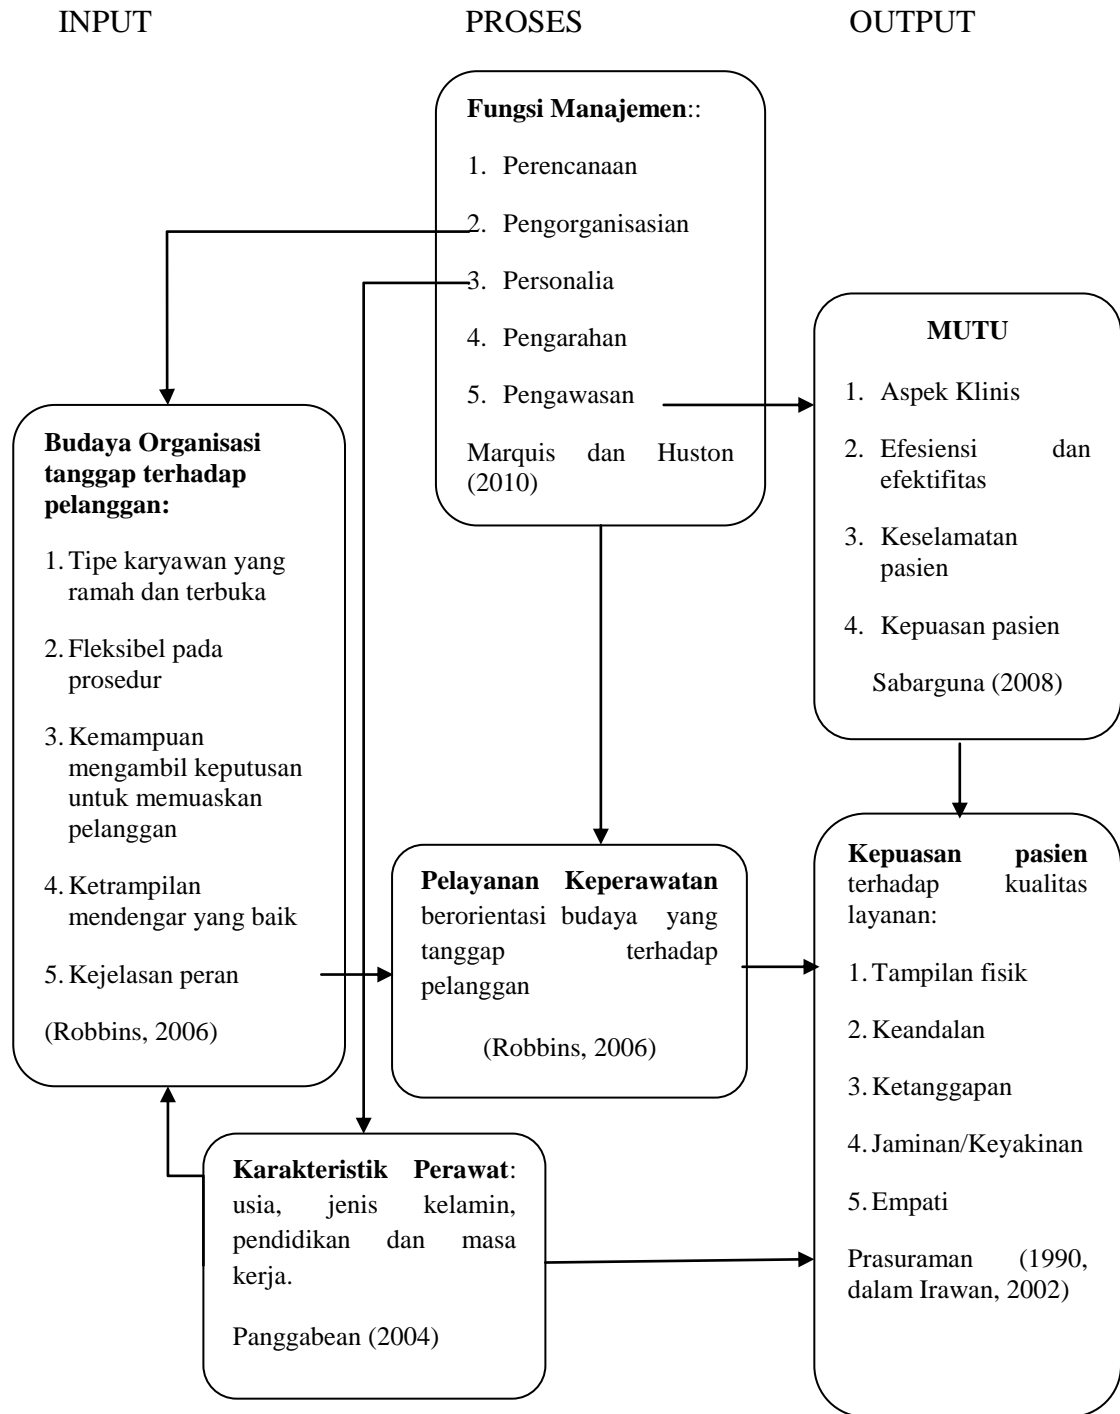 INPUT
PROSES
OUTPUT
Fungsi Manajemen::
1. Perencanaan
2. Pengorganisasian
3. Personalia
4. Pengarahan
5. Pengawasan
Marquis dan Huston
(2010)
MUTU
1. Aspek Klinis
2. Efesiensi dan
efektifitas
3. Keselamatan
pasien
4. Kepuasan pasien
Sabarguna (2008)
Budaya Organisasi
tanggap terhadap
pelanggan:
1. Tipe karyawan yang
ramah dan terbuka
2. Fleksibel pada
prosedur
3. Kemampuan
mengambil keputusan
untuk memuaskan
pelanggan
4. Ketrampilan
mendengar yang baik
5. Kejelasan peran
(Robbins, 2006)
Pelayanan Keperawatan
berorientasi budaya yang
tanggap terhadap
pelanggan
(Robbins, 2006)
Kepuasan pasien
terhadap kualitas
layanan:
1. Tampilan fisik
2. Keandalan
3. Ketanggapan
4. Jaminan/Keyakinan
5. Empati
Prasuraman (1990,
dalam Irawan, 2002)
Karakteristik Perawat:
usia, jenis kelamin,
pendidikan dan masa
kerja.
Panggabean (2004)